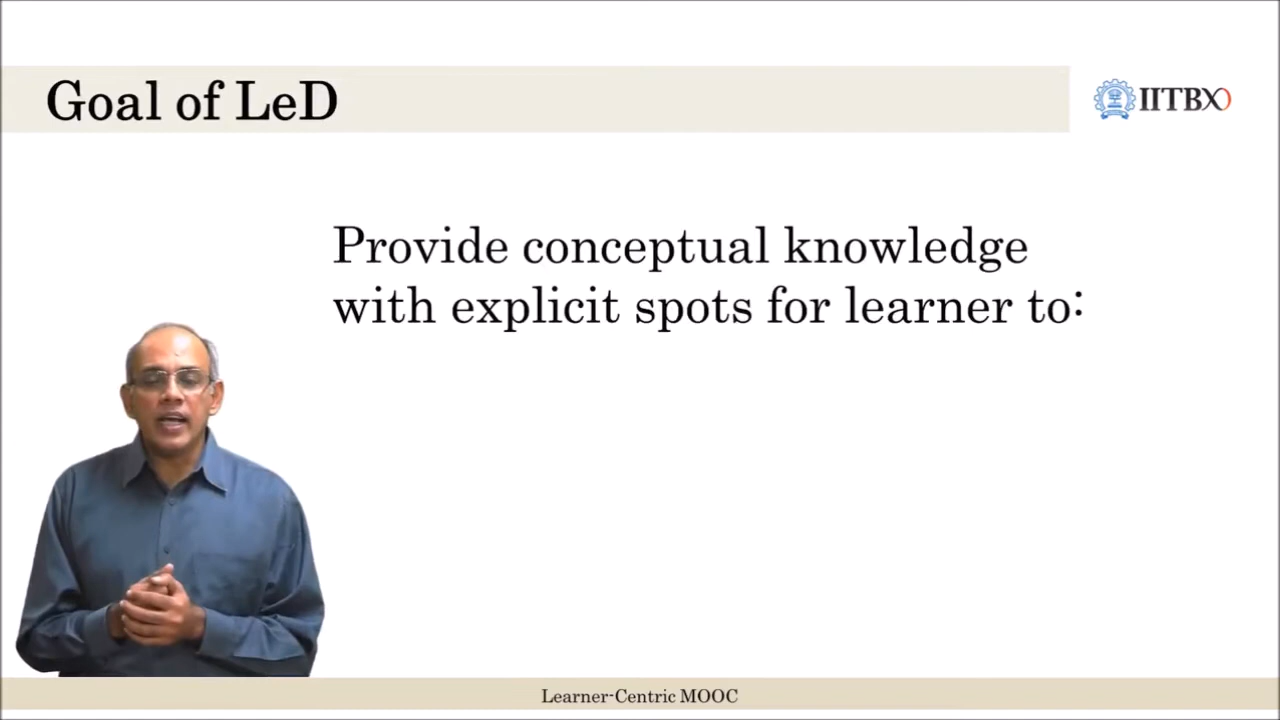 Goal of LeD
IITBX
Provide conceptual knowledge
with explicit spots for learner to:
Learner-Centric MOOC